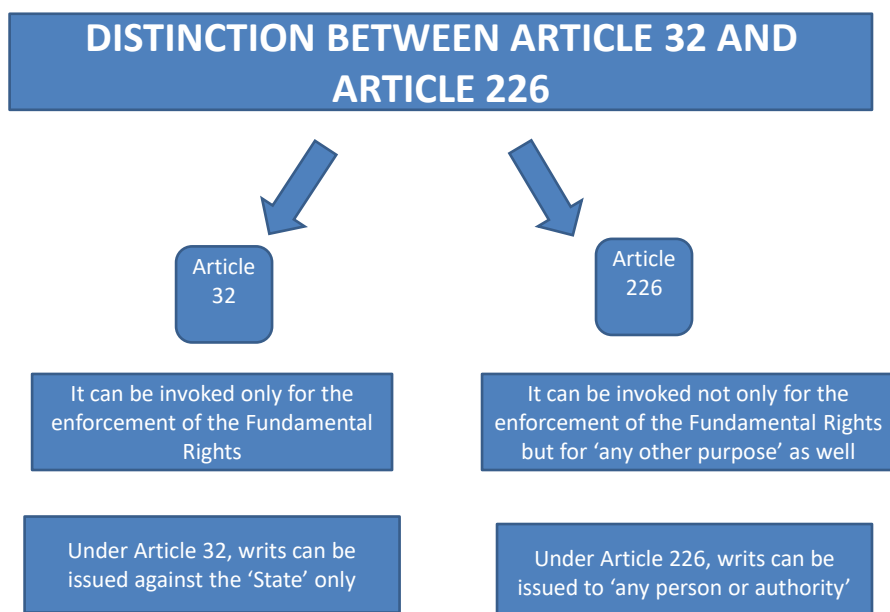 DISTINCTION BETWEEN ARTICLE 32 AND
ARTICLE 226
Article
32
Article
226
It can be invoked only for the
enforcement of the Fundamental
Rights
It can be invoked not only for the
enforcement of the Fundamental Rights
but for ‘any other purpose’ as well
Under Article 32, writs can be
issued against the ‘State’ only
Under Article 226, writs can be
issued to ‘any person or authority’